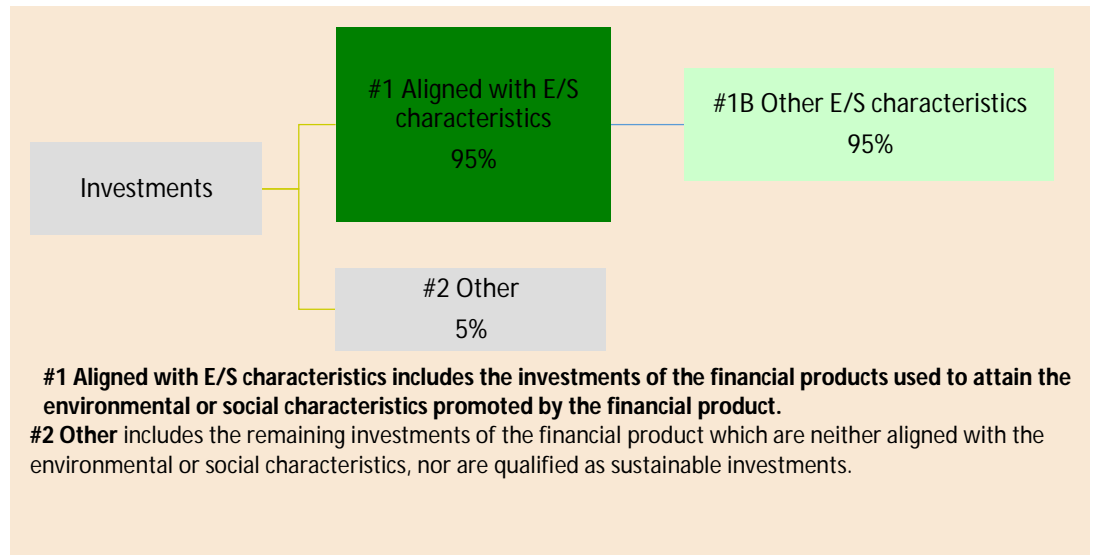 #1 Aligned with E/S
characteristics
95%
#1B Other E/S characteristics
95%
Investments
#2 Other
5%
#1 Aligned with E/S characteristics includes the investments of the financial products used to attain the
environmental or social characteristics promoted by the financial product.
#2 Other includes the remaining investments of the financial product which are neither aligned with the
environmental or social characteristics, nor are qualified as sustainable investments.